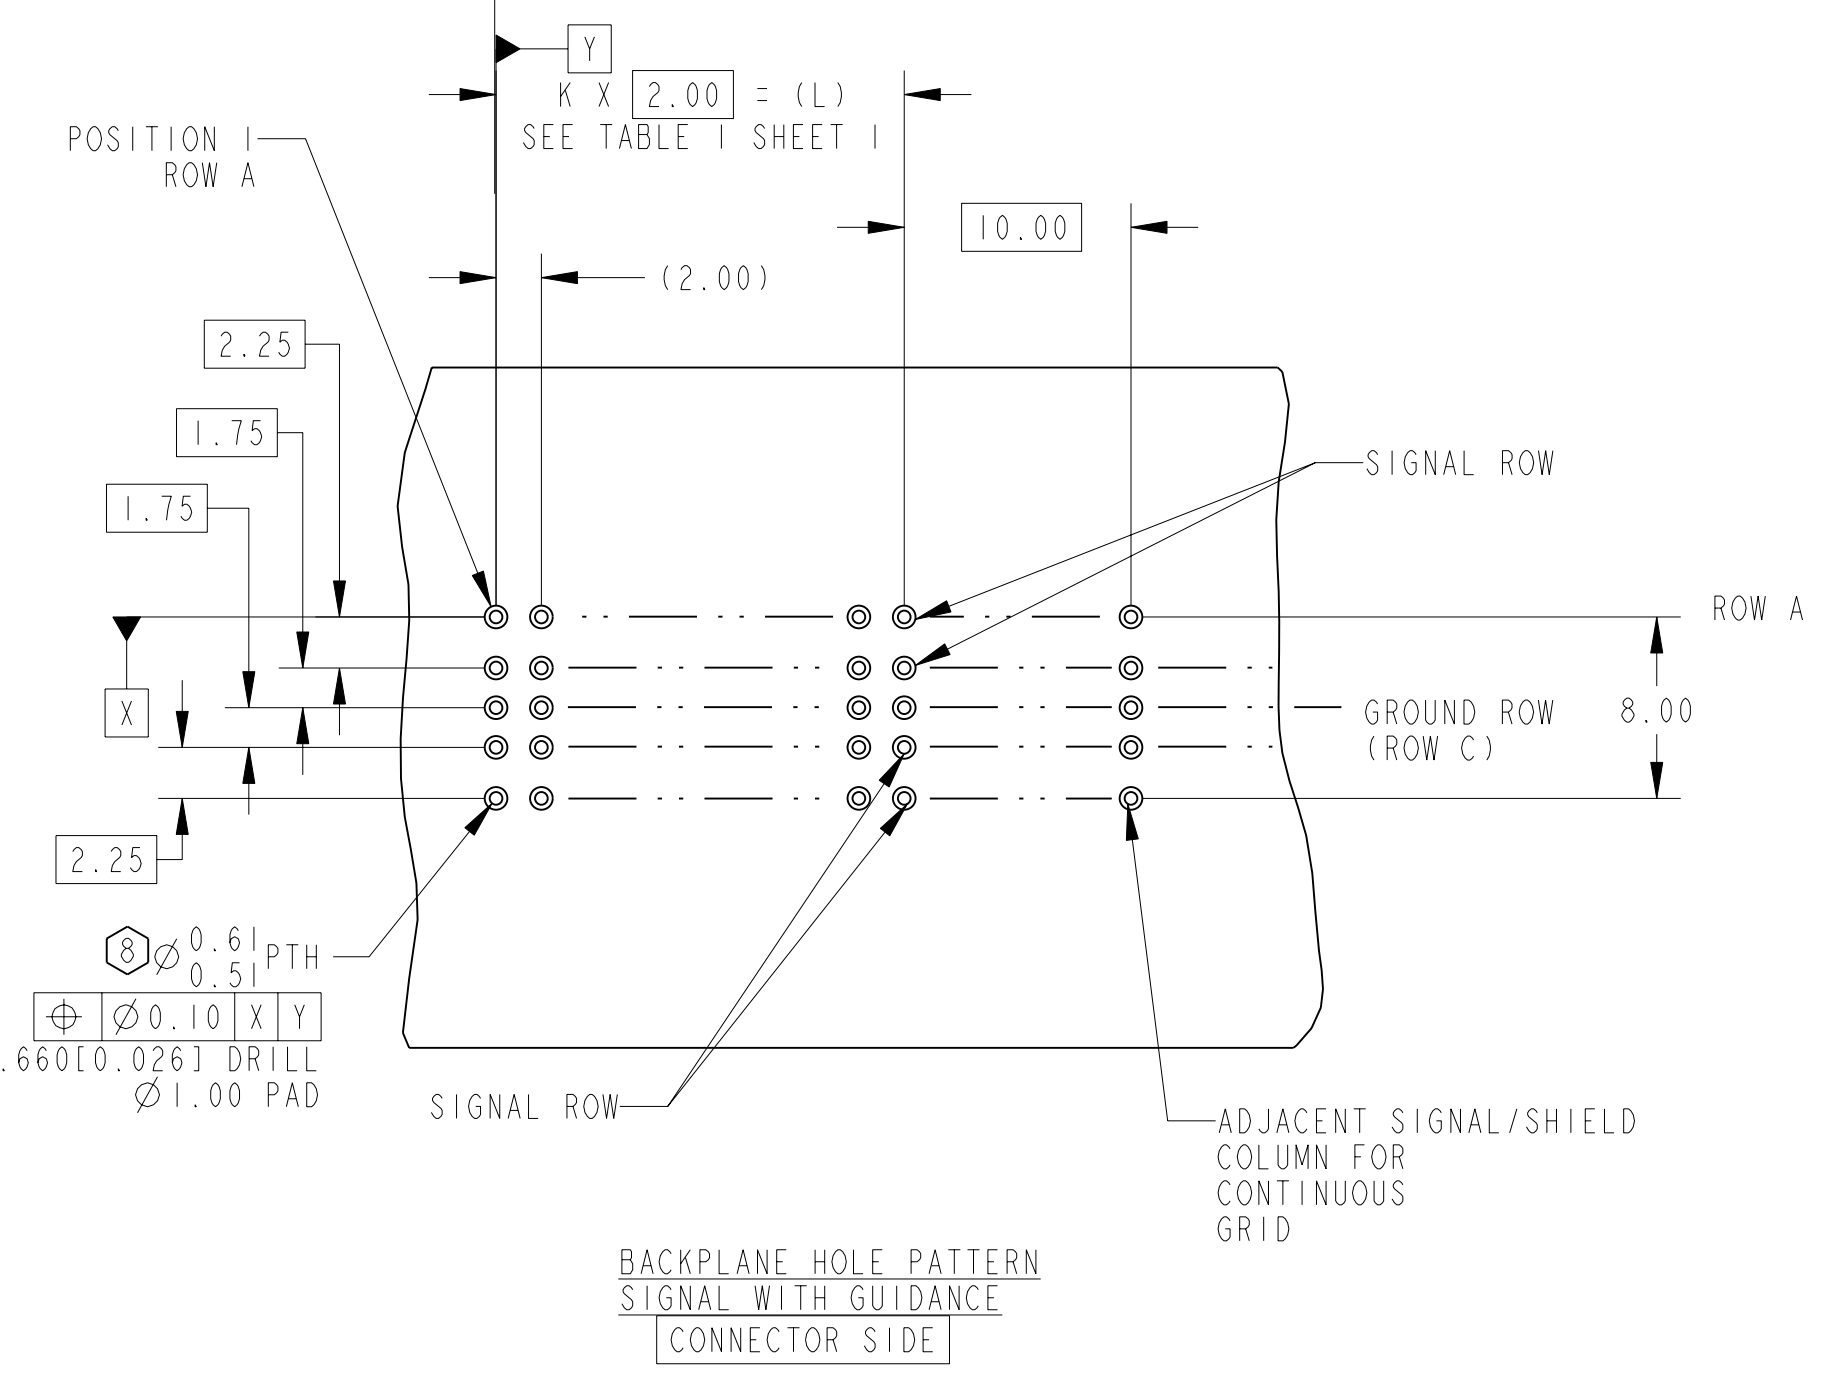 Y
K X 2.00 = (L)
SEE TABLE 1 SHEET 1
POSITION 1
ROW A
10.00
(2.00)
2.25
1.75
1.75
SIGNAL ROW
ROW A
X
GROUND ROW
(ROW C)
8.00
2.25
8 Ø 0.61
0.51 PTH
⌖ Ø0.10 X Y
.660[0.026] DRILL
Ø1.00 PAD
SIGNAL ROW
ADJACENT SIGNAL/SHIELD
COLUMN FOR
CONTINUOUS
GRID
BACKPLANE HOLE PATTERN
SIGNAL WITH GUIDANCE
CONNECTOR SIDE